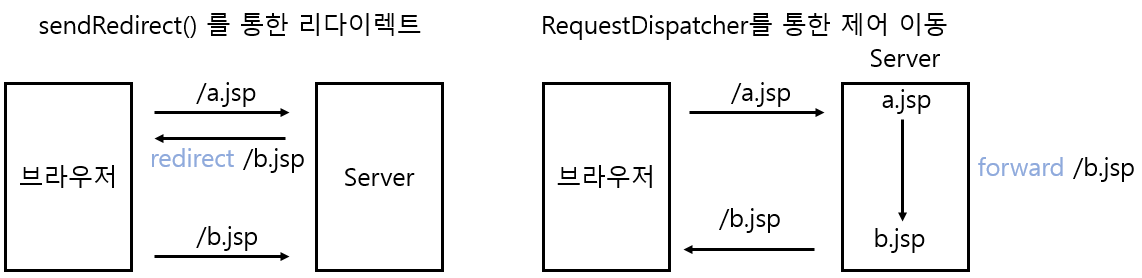 sendRedirect() 를 통한 리다이렉트
브라우저
/a.jsp
redirect /b.jsp
/b.jsp
Server
RequestDispatcher를 통한 제어 이동
브라우저
/a.jsp
/b.jsp
Server
a.jsp
b.jsp
forward /b.jsp